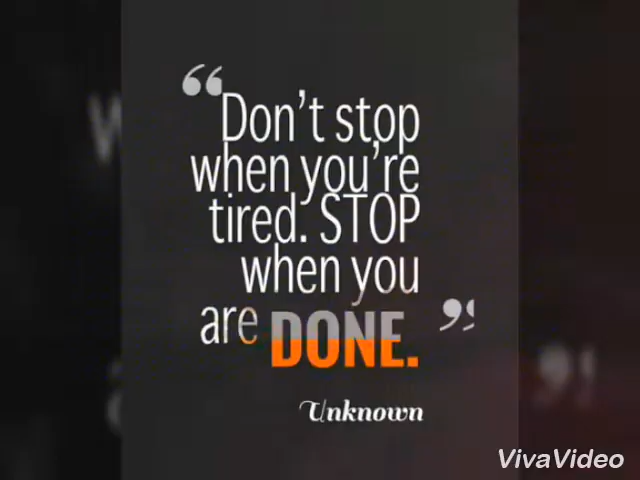 “Don’t stop
when you’re
tired. STOP
when you
are DONE. ”
Unknown
VivaVideo